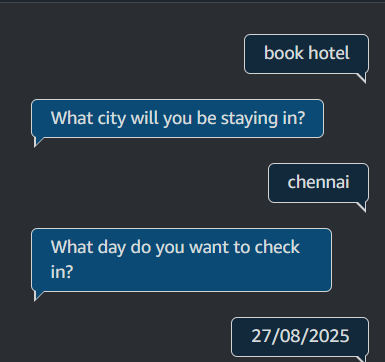 book hotel
What city will you be staying in?
chennai
What day do you want to check
in?
27/08/2025